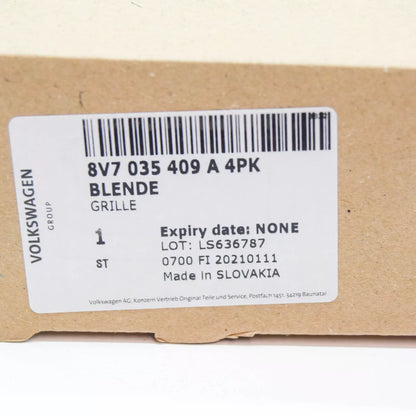 VOLKSWAGEN
GROUP
8V7 035 409 A 4PK
BLENDE
GRILLE
1
ST
Expiry date: NONE
LOT: LS636787
0700 FI 20210111
Made in SLOVAKIA
Volkswagen AG, Konzern Vertrieb Original Teile und Service, Postfach 1451, 34219 Baunatal